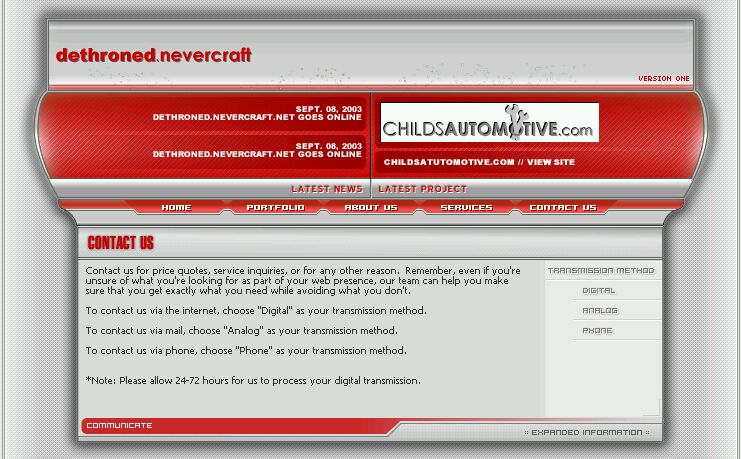 dethroned.nevercraft
VERSION ONE
SEPT. 08, 2003
DETHRONED.NEVERCRAFT.NET GOES ONLINE
SEPT. 08, 2003
DETHRONED.NEVERCRAFT.NET GOES ONLINE
LATEST NEWS
CHILDSAUTOMOTIVE.com
CHILDSATUTOMOTIVE.COM // VIEW SITE
LATEST PROJECT
HOME PORTFOLIO ABOUT US SERVICES CONTACT US
CONTACT US
Contact us for price quotes, service inquiries, or for any other reason. Remember, even if you're
unsure of what you're looking for as part of your web presence, our team can help you make
sure that you get exactly what you need while avoiding what you don't.
To contact us via the internet, choose "Digital" as your transmission method.
To contact us via mail, choose "Analog" as your transmission method.
To contact us via phone, choose "Phone" as your transmission method.
*Note: Please allow 24-72 hours for us to process your digital transmission.
TRANSMISSION METHOD
DIGITAL
ANALOG
PHONE
COMMUNICATE
:: EXPANDED INFORMATION ::